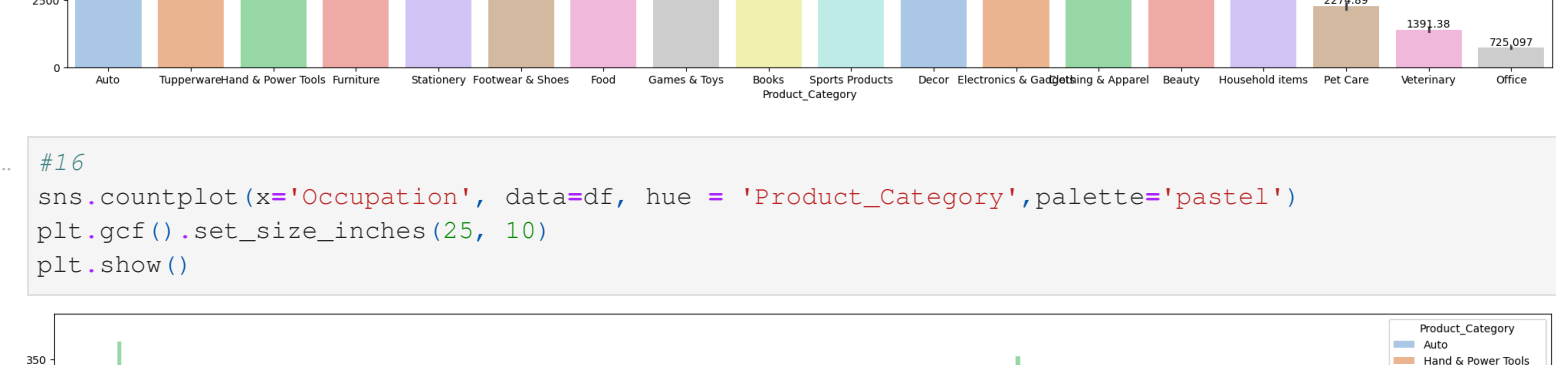 2500
2274.89
1391.38
725.097
0
Auto Tupperware Hand & Power Tools Furniture Stationery Footwear & Shoes Food Games & Toys Books Sports Products Decor Electronics & Gadgets Clothing & Apparel Beauty Household items Pet Care Veterinary Office
Product_Category
#16
sns.countplot(x='Occupation', data=df, hue = 'Product_Category',palette='pastel')
plt.gcf().set_size_inches(25, 10)
plt.show()
Product_Category
Auto
350
Hand & Power Tools